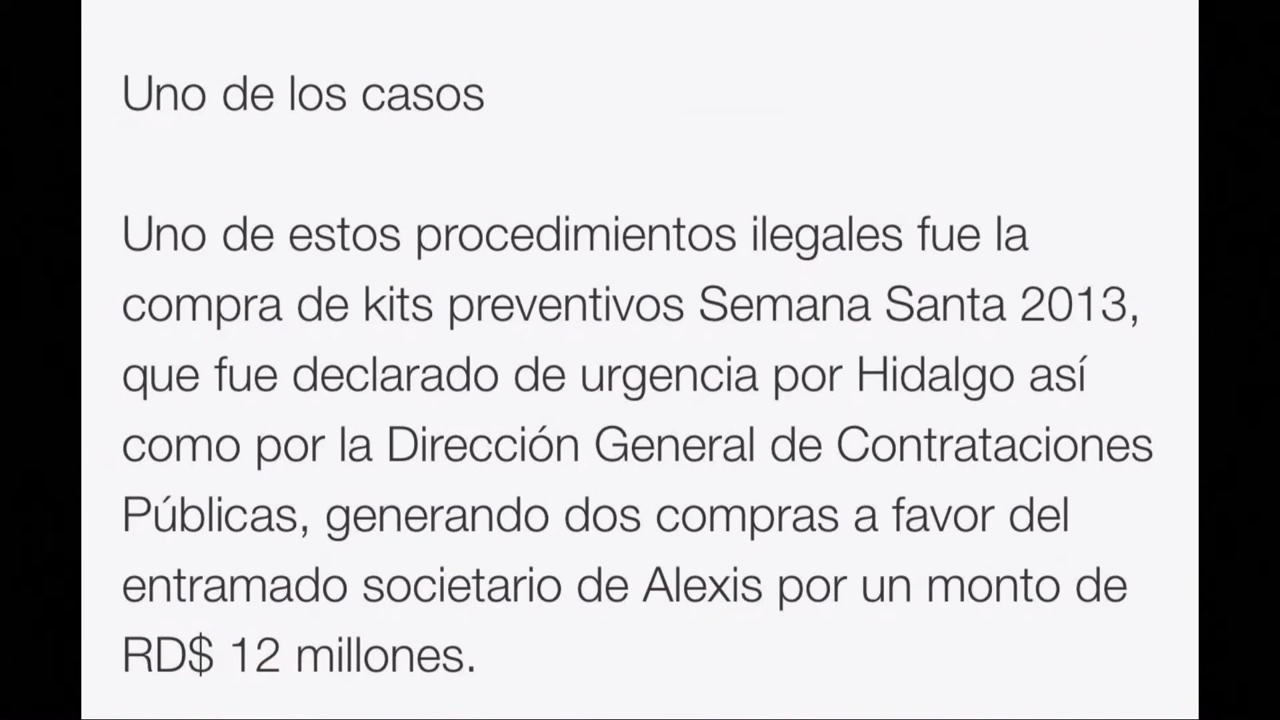 Uno de los casos
Uno de estos procedimientos ilegales fue la
compra de kits preventivos Semana Santa 2013,
que fue declarado de urgencia por Hidalgo así
como por la Dirección General de Contrataciones
Públicas, generando dos compras a favor del
entramado societario de Alexis por un monto de
RD$ 12 millones.